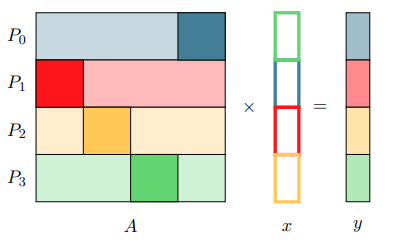 P₀
P₁
× =
P₂
P₃
A x y